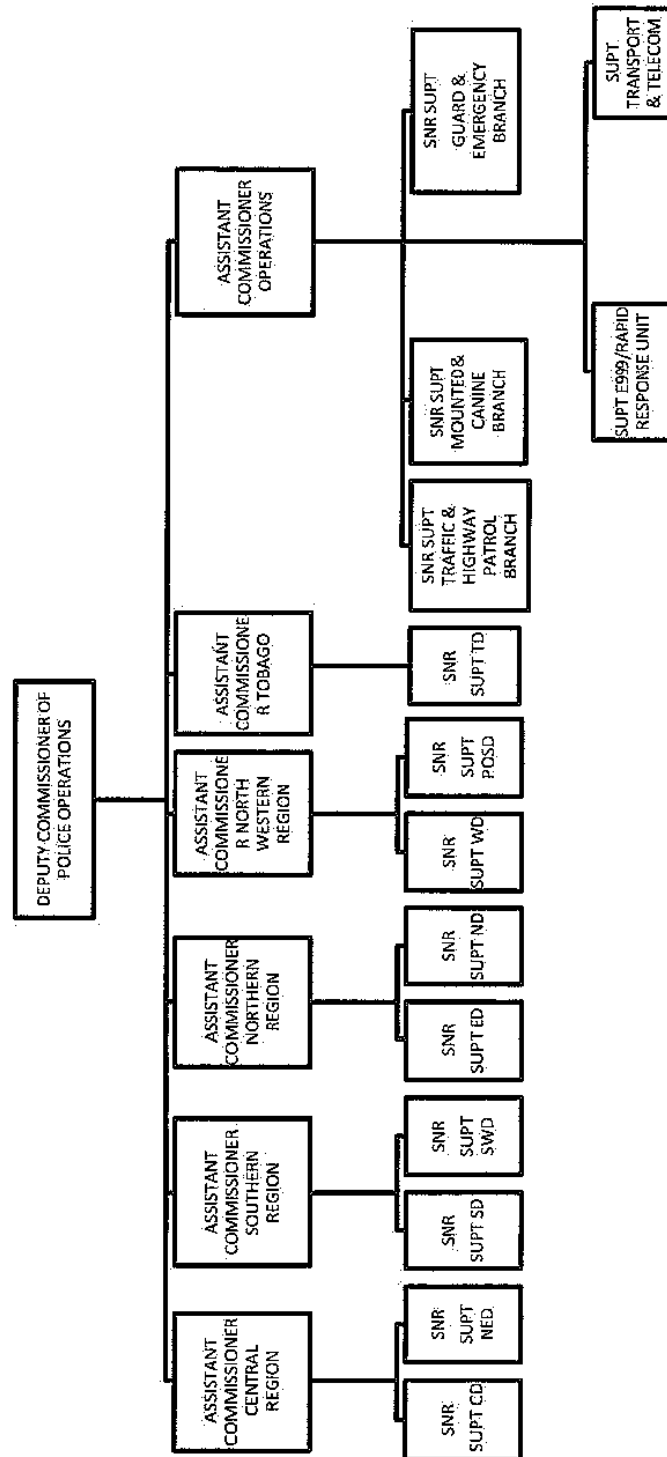 DEPUTY COMMISSIONER OF
POLICE OPERATIONS
ASSISTANT
COMMISSIONER
CENTRAL
REGION
ASSISTANT
COMMISSIONER
SOUTHERN
REGION
ASSISTANT
COMMISSIONER
NORTHERN
REGION
ASSISTANT
COMMISSIONE
R NORTH
WESTERN
REGION
ASSISTANT
COMMISSIONE
R TOBAGO
ASSISTANT
COMMISSIONER
OPERATIONS
SNR
SUPT CD
SNR
SUPT
NED
SNR
SUPT SD
SNR
SUPT
SWD
SNR
SUPT ED
SNR
SUPT ND
SNR
SUPT WD
SNR
SUPT
POSD
SNR
SUPT TD
SNR SUPT
TRAFFIC &
HIGHWAY
PATROL
BRANCH
SNR SUPT
MOUNTED &
CANINE
BRANCH
SNR SUPT
GUARD &
EMERGENCY
BRANCH
SUPT E999/RAPID
RESPONSE UNIT
SUPT
TRANSPORT
& TELECOM